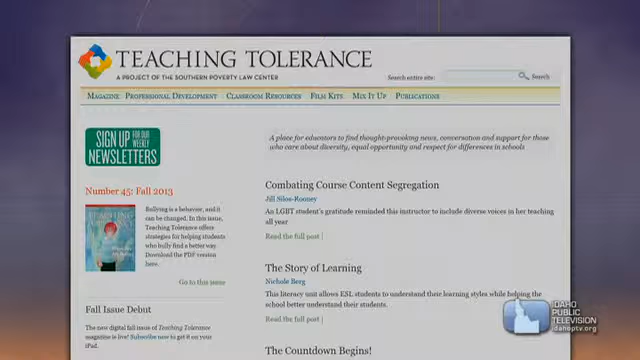 TEACHING TOLERANCE
A PROJECT OF THE SOUTHERN POVERTY LAW CENTER
Search entire site:
Search
MAGAZINE PROFESSIONAL DEVELOPMENT CLASSROOM RESOURCES FILM KITS MIX IT UP PUBLICATIONS
SIGN UP FOR OUR WEEKLY NEWSLETTERS
A place for educators to find thought-provoking news, conversation and support for those
who care about diversity, equal opportunity and respect for differences in schools
Number 45: Fall 2013
TEACHING
TOLERANCE
Bullying is a behavior, and it
can be changed. In this issue,
Teaching Tolerance offers
strategies for helping students
who bully find a better way.
Download the PDF version
here.
Go to this issue
Fall Issue Debut
The new digital fall issue of Teaching Tolerance
magazine is live! Subscribe now to get it on your
iPad.
Combating Course Content Segregation
Jill Silos-Rooney
An LGBT student's gratitude reminded this instructor to include diverse voices in her teaching
all year
Read the full post |
The Story of Learning
Nichole Berg
This literacy unit allows ESL students to understand their learning styles while helping the
school better understand their students.
Read the full post |
The Countdown Begins!
IDAHO
PUBLIC
TELEVISION
idahoptv.org